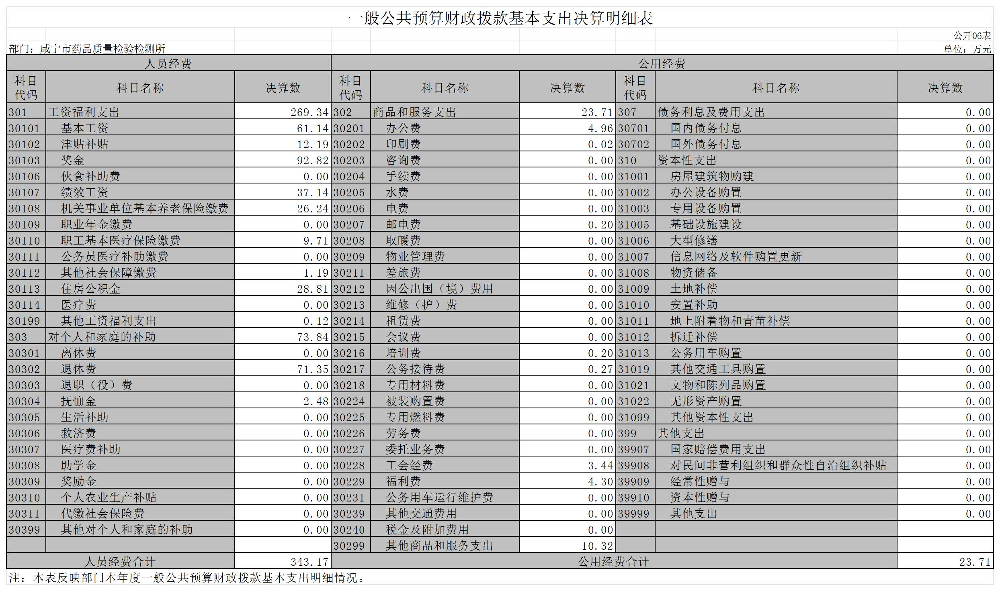 一般公共预算财政拨款基本支出决算明细表
公开06表
部门：咸宁市药品质量检验检测所 单位：万元
人员经费 公用经费
科目代码 科目名称 决算数 科目代码 科目名称 决算数 科目代码 科目名称 决算数
301 工资福利支出 269.34 302 商品和服务支出 23.71 307 债务利息及费用支出 0.00
30101 基本工资 61.14 30201 办公费 4.96 30701 国内债务付息 0.00
30102 津贴补贴 12.19 30202 印刷费 0.02 30702 国外债务付息 0.00
30103 奖金 92.82 30203 咨询费 0.00 310 资本性支出 0.00
30106 伙食补助费 0.00 30204 手续费 0.00 31001 房屋建筑物购建 0.00
30107 绩效工资 37.14 30205 水费 0.00 31002 办公设备购置 0.00
30108 机关事业单位基本养老保险缴费 26.24 30206 电费 0.00 31003 专用设备购置 0.00
30109 职业年金缴费 0.00 30207 邮电费 0.20 31005 基础设施建设 0.00
30110 职工基本医疗保险缴费 9.71 30208 取暖费 0.00 31006 大型修缮 0.00
30111 公务员医疗补助缴费 0.00 30209 物业管理费 0.00 31007 信息网络及软件购置更新 0.00
30112 其他社会保障缴费 1.19 30211 差旅费 0.00 31008 物资储备 0.00
30113 住房公积金 28.81 30212 因公出国（境）费用 0.00 31009 土地补偿 0.00
30114 医疗费 0.00 30213 维修（护）费 0.00 31010 安置补助 0.00
30199 其他工资福利支出 0.12 30214 租赁费 0.00 31011 地上附着物和青苗补偿 0.00
303 对个人和家庭的补助 73.84 30215 会议费 0.00 31012 拆迁补偿 0.00
30301 离休费 0.00 30216 培训费 0.20 31013 公务用车购置 0.00
30302 退休费 71.35 30217 公务接待费 0.27 31019 其他交通工具购置 0.00
30303 退职（役）费 0.00 30218 专用材料费 0.00 31021 文物和陈列品购置 0.00
30304 抚恤金 2.48 30224 被装购置费 0.00 31022 无形资产购置 0.00
30305 生活补助 0.00 30225 专用燃料费 0.00 31099 其他资本性支出 0.00
30306 救济费 0.00 30226 劳务费 0.00 399 其他支出 0.00
30307 医疗费补助 0.00 30227 委托业务费 0.00 39907 国家赔偿费用支出 0.00
30308 助学金 0.00 30228 工会经费 3.44 39908 对民间非营利组织和群众性自治组织补贴 0.00
30309 奖励金 0.00 30229 福利费 4.30 39909 经常性赠与 0.00
30310 个人农业生产补贴 0.00 30231 公务用车运行维护费 0.00 39910 资本性赠与 0.00
30311 代缴社会保险费 0.00 30239 其他交通费用 0.00 39999 其他支出 0.00
30399 其他对个人和家庭的补助 0.00 30240 税金及附加费用 0.00
30299 其他商品和服务支出 10.32
人员经费合计 343.17 公用经费合计 23.71
注：本表反映部门本年度一般公共预算财政拨款基本支出明细情况。